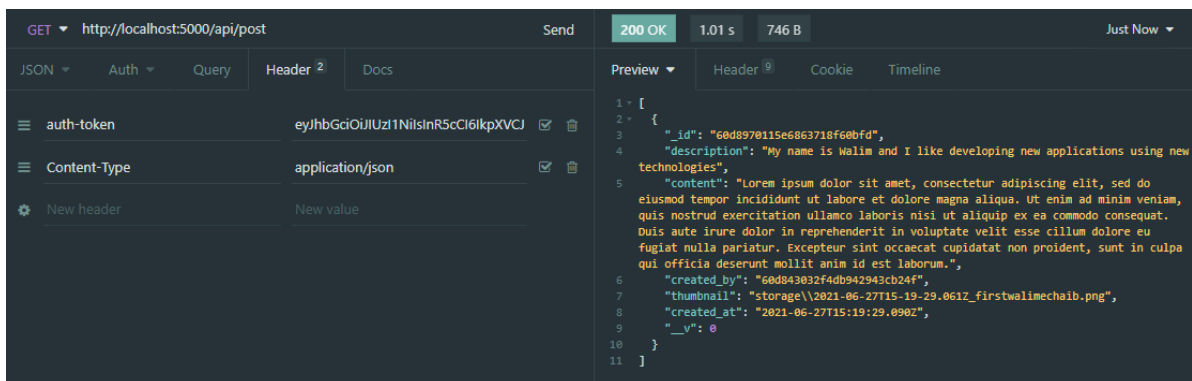 GET http://localhost:5000/api/post Send
JSON Auth Query Header 2 Docs
auth-token eyJhbGciOiJIUzI1NiIsInR5cCI6IkpXVCJ
Content-Type application/json
New header New value
200 OK 1.01 s 746 B Just Now
Preview Header 9 Cookie Timeline
1 [
2 {
3 "_id": "60d8970115e6863718f60bfd",
4 "description": "My name is Walim and I like developing new applications using new
technologies",
5 "content": "Lorem ipsum dolor sit amet, consectetur adipiscing elit, sed do
eiusmod tempor incididunt ut labore et dolore magna aliqua. Ut enim ad minim veniam,
quis nostrud exercitation ullamco laboris nisi ut aliquip ex ea commodo consequat.
Duis aute irure dolor in reprehenderit in voluptate velit esse cillum dolore eu
fugiat nulla pariatur. Excepteur sint occaecat cupidatat non proident, sunt in culpa
qui officia deserunt mollit anim id est laborum.",
6 "created_by": "60d843032f4db942943cb24f",
7 "thumbnail": "storage\\2021-06-27T15-19-29.061Z_firstwalimechaib.png",
8 "created_at": "2021-06-27T15:19:29.090Z",
9 "__v": 0
10 }
11 ]